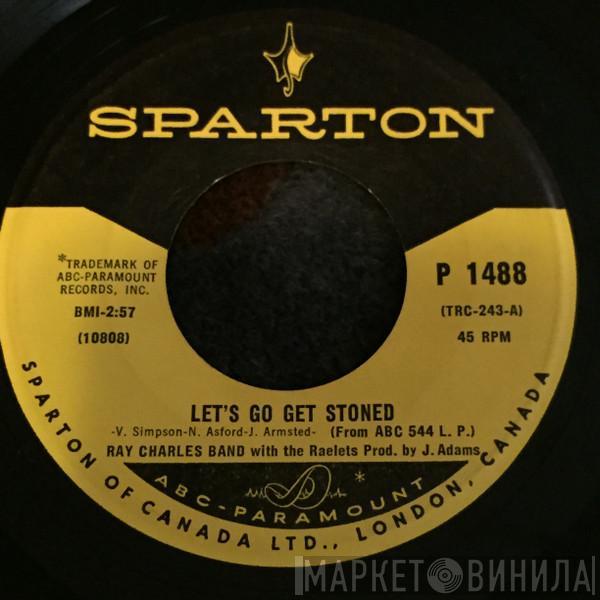 SPARTON
*TRADEMARK OF
ABC-PARAMOUNT
RECORDS, INC.
BMI-2:57
(10808)
P 1488
(TRC-243-A)
45 RPM
LET'S GO GET STONED
-V. Simpson-N. Asford-J. Armsted- (From ABC 544 L. P.)
RAY CHARLES BAND with the Raelets Prod. by J. Adams
ABC-PARAMOUNT *
SPARTON OF CANADA LTD., LONDON, CANADA
МАРКЕТ ВИНИЛА